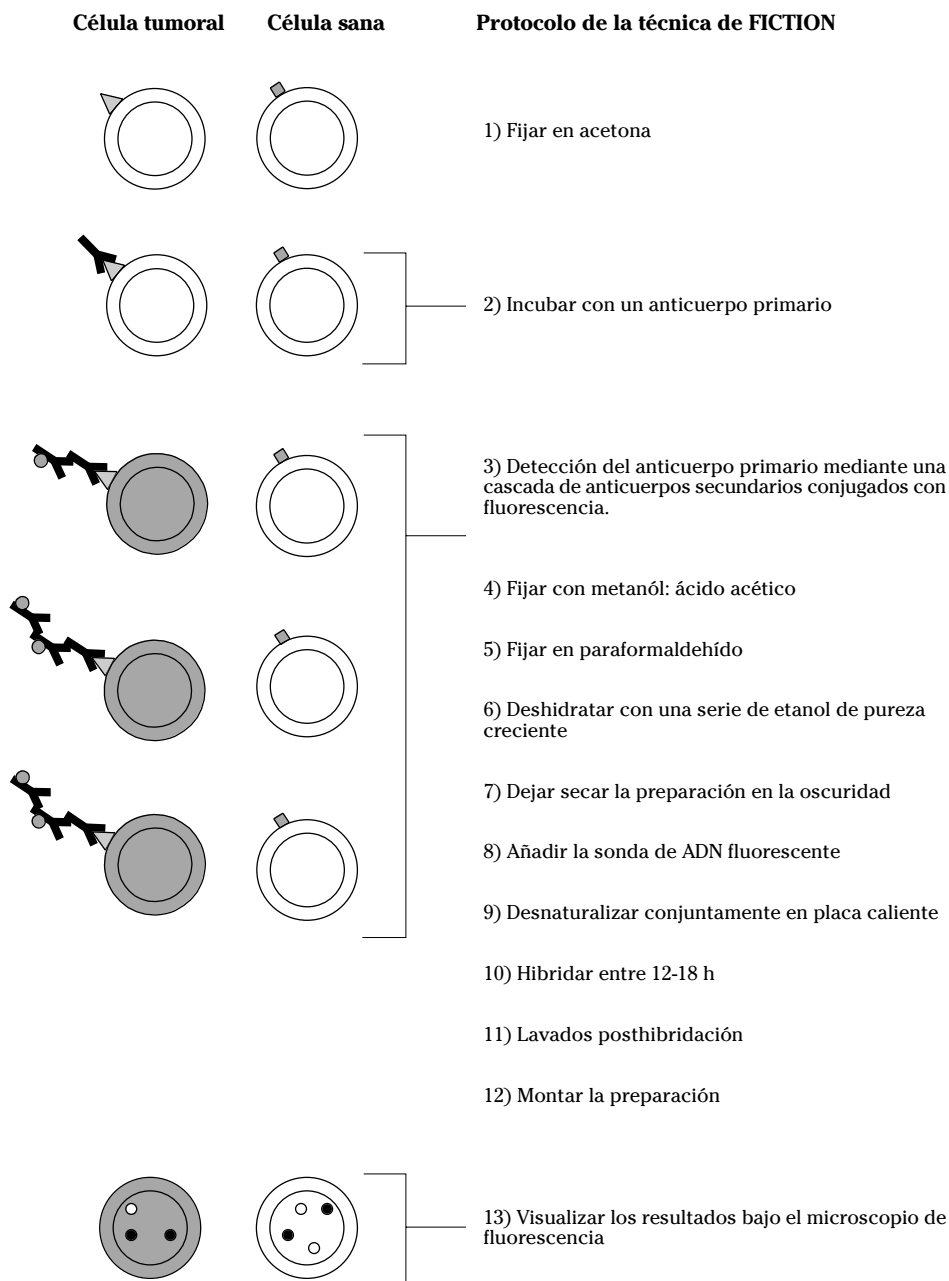 Célula tumoral Célula sana Protocolo de la técnica de FICTION
1) Fijar en acetona
2) Incubar con un anticuerpo primario
3) Detección del anticuerpo primario mediante una
cascada de anticuerpos secundarios conjugados con
fluorescencia.
4) Fijar con metanól: ácido acético
5) Fijar en paraformaldehído
6) Deshidratar con una serie de etanol de pureza
creciente
7) Dejar secar la preparación en la oscuridad
8) Añadir la sonda de ADN fluorescente
9) Desnaturalizar conjuntamente en placa caliente
10) Hibridar entre 12-18 h
11) Lavados posthibridación
12) Montar la preparación
13) Visualizar los resultados bajo el microscopio de
fluorescencia